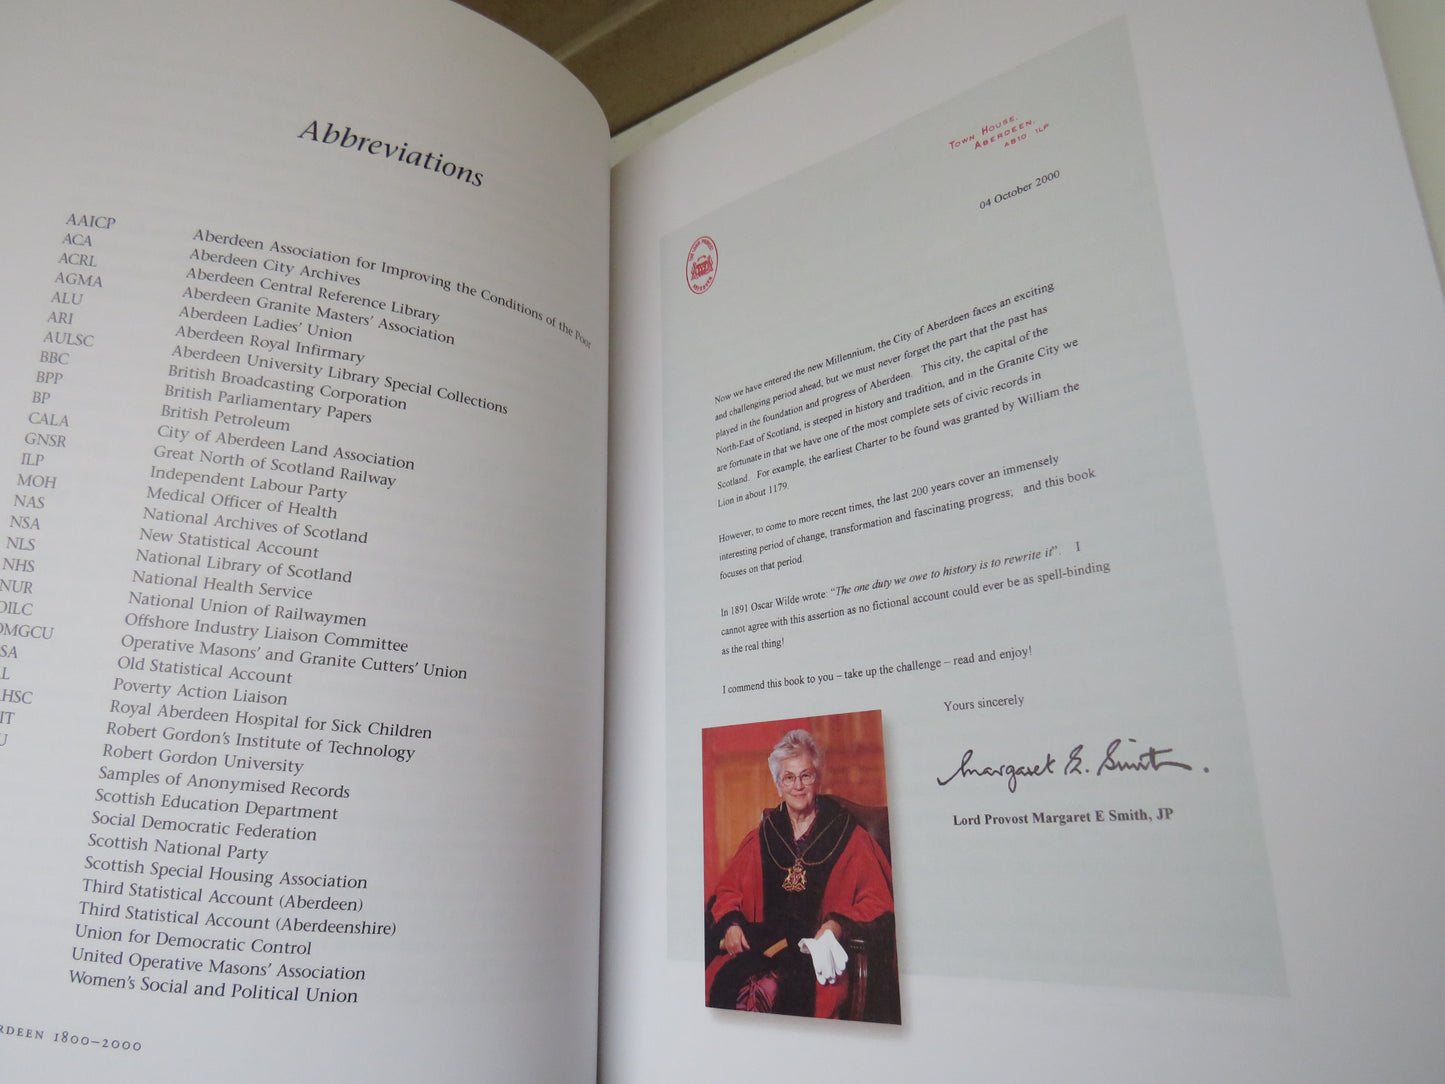 Abbreviations
AAICP Aberdeen Association for Improving the Conditions of the Poor
ACA Aberdeen City Archives
ACRL Aberdeen Central Reference Library
AGMA Aberdeen Granite Masters' Association
ALU Aberdeen Ladies' Union
ARI Aberdeen Royal Infirmary
AULSC Aberdeen University Library Special Collections
BBC British Broadcasting Corporation
BPP British Parliamentary Papers
BP British Petroleum
CALA City of Aberdeen Land Association
GNSR Great North of Scotland Railway
ILP Independent Labour Party
MOH Medical Officer of Health
NAS National Archives of Scotland
NSA New Statistical Account
NLS National Library of Scotland
NHS National Health Service
NUR National Union of Railwaymen
OILC Offshore Industry Liaison Committee
OMGCU Operative Masons' and Granite Cutters' Union
SA Old Statistical Account
L Poverty Action Liaison
HSC Royal Aberdeen Hospital for Sick Children
IT Robert Gordon's Institute of Technology
U Robert Gordon University
Samples of Anonymised Records
Scottish Education Department
Social Democratic Federation
Scottish National Party
Scottish Special Housing Association
Third Statistical Account (Aberdeen)
Third Statistical Account (Aberdeenshire)
Union for Democratic Control
United Operative Masons' Association
Women's Social and Political Union
RDEEN 1800–2000
TOWN HOUSE,
ABERDEEN,
AB10 1LP
04 October 2000
THE LORD PROVOST
ABERDEEN
Now we have entered the new Millennium, the City of Aberdeen faces an exciting
and challenging period ahead, but we must never forget the part that the past has
played in the foundation and progress of Aberdeen. This city, the capital of the
North-East of Scotland, is steeped in history and tradition, and in the Granite City we
are fortunate in that we have one of the most complete sets of civic records in
Scotland. For example, the earliest Charter to be found was granted by William the
Lion in about 1179.
However, to come to more recent times, the last 200 years cover an immensely
interesting period of change, transformation and fascinating progress; and this book
focuses on that period.
In 1891 Oscar Wilde wrote: "The one duty we owe to history is to rewrite it". I
cannot agree with this assertion as no fictional account could ever be as spell-binding
as the real thing!
I commend this book to you – take up the challenge – read and enjoy!
Yours sincerely
Margaret E. Smith.
Lord Provost Margaret E Smith, JP